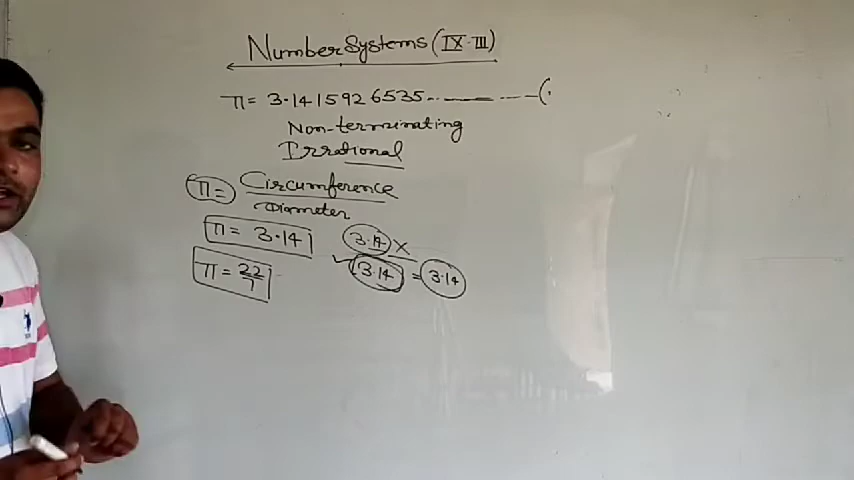 Number Systems (IX-III)
π = 3.1415926535..............(
Non-terminating
Irrational
π = Circumference
Diameter
π = 3.14
3.14 X
π = 22/7
✓ 3.14 = 3.14